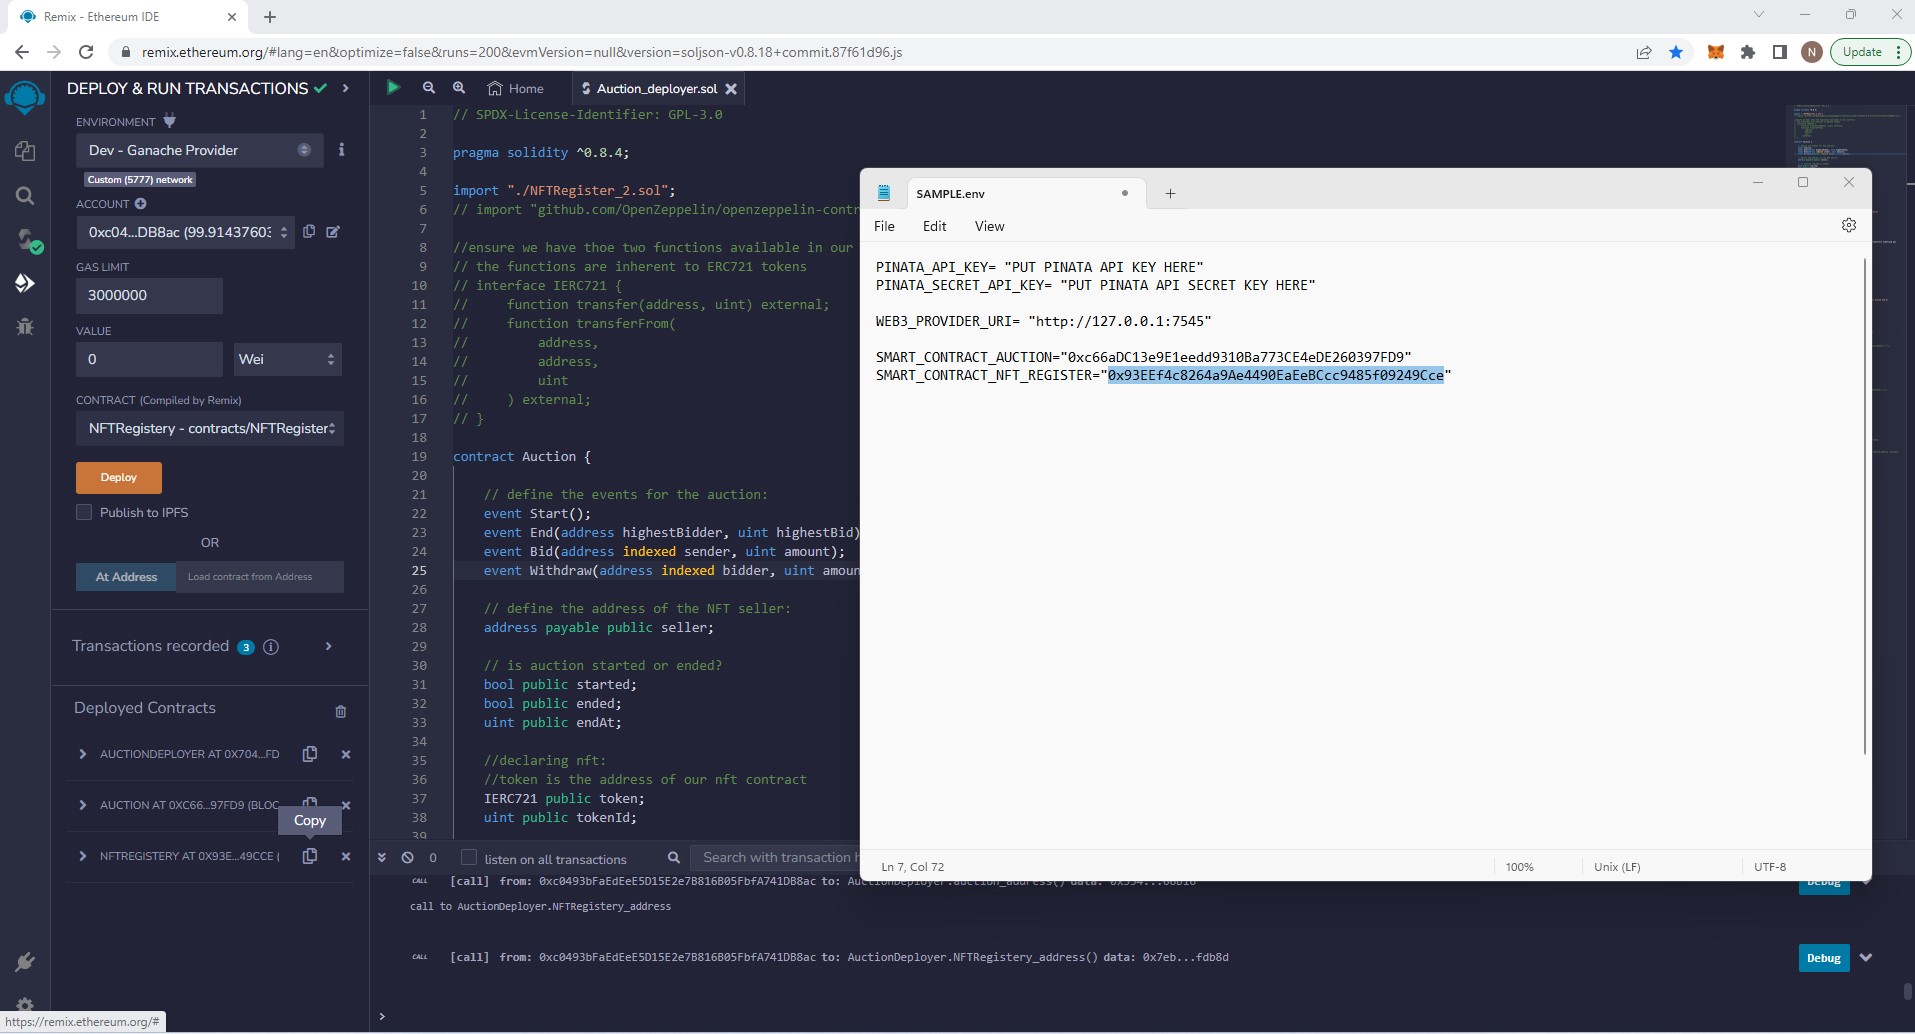 Remix - Ethereum IDE
remix.ethereum.org/#lang=en&optimize=false&runs=200&evmVersion=null&version=soljson-v0.8.18+commit.87f61d96.js
N
Update
DEPLOY & RUN TRANSACTIONS
ENVIRONMENT
Dev - Ganache Provider
Custom (5777) network
ACCOUNT
0xc04...DB8ac (99.91437603
GAS LIMIT
3000000
VALUE
0
Wei
CONTRACT (Compiled by Remix)
NFTRegistery - contracts/NFTRegister
Deploy
Publish to IPFS
OR
At Address
Load contract from Address
Transactions recorded 3
Deployed Contracts
AUCTIONDEPLOYER AT 0X704...FD
AUCTION AT 0XC66...97FD9 (BLOC
Copy
NFTREGISTERY AT 0X93E...49CCE (
https://remix.ethereum.org/#
Home
Auction_deployer.sol
1 // SPDX-License-Identifier: GPL-3.0
2
3 pragma solidity ^0.8.4;
4
5 import "./NFTRegister_2.sol";
6 // import "github.com/OpenZeppelin/openzeppelin-contr
7
8 //ensure we have thoe two functions available in our
9 // the functions are inherent to ERC721 tokens
10 // interface IERC721 {
11 //     function transfer(address, uint) external;
12 //     function transferFrom(
13 //         address,
14 //         address,
15 //         uint
16 //     ) external;
17 // }
18
19 contract Auction {
20
21 // define the events for the auction:
22 event Start();
23 event End(address highestBidder, uint highestBid)
24 event Bid(address indexed sender, uint amount);
25 event Withdraw(address indexed bidder, uint amoun
26
27 // define the address of the NFT seller:
28 address payable public seller;
29
30 // is auction started or ended?
31 bool public started;
32 bool public ended;
33 uint public endAt;
34
35 //declaring nft:
36 //token is the address of our nft contract
37 IERC721 public token;
38 uint public tokenId;
39
0
listen on all transactions
Search with transaction h
CALL [call] from: 0xc0493bFaEdEeE5D15E2e7B816B05FbfA741DB8ac to: AuctionDeployer.auction_address() data: 0x554...68b16
Debug
call to AuctionDeployer.NFTRegistery_address
CALL [call] from: 0xc0493bFaEdEeE5D15E2e7B816B05FbfA741DB8ac to: AuctionDeployer.NFTRegistery_address() data: 0x7eb...fdb8d
Debug
>
SAMPLE.env
File
Edit
View
PINATA_API_KEY= "PUT PINATA API KEY HERE"
PINATA_SECRET_API_KEY= "PUT PINATA API SECRET KEY HERE"
WEB3_PROVIDER_URI= "http://127.0.0.1:7545"
SMART_CONTRACT_AUCTION="0xc66aDC13e9E1eedd9310Ba773CE4eDE260397FD9"
SMART_CONTRACT_NFT_REGISTER="0x93EEf4c8264a9Ae4490EaEeBCcc9485f09249Cce"
Ln 7, Col 72
100%
Unix (LF)
UTF-8